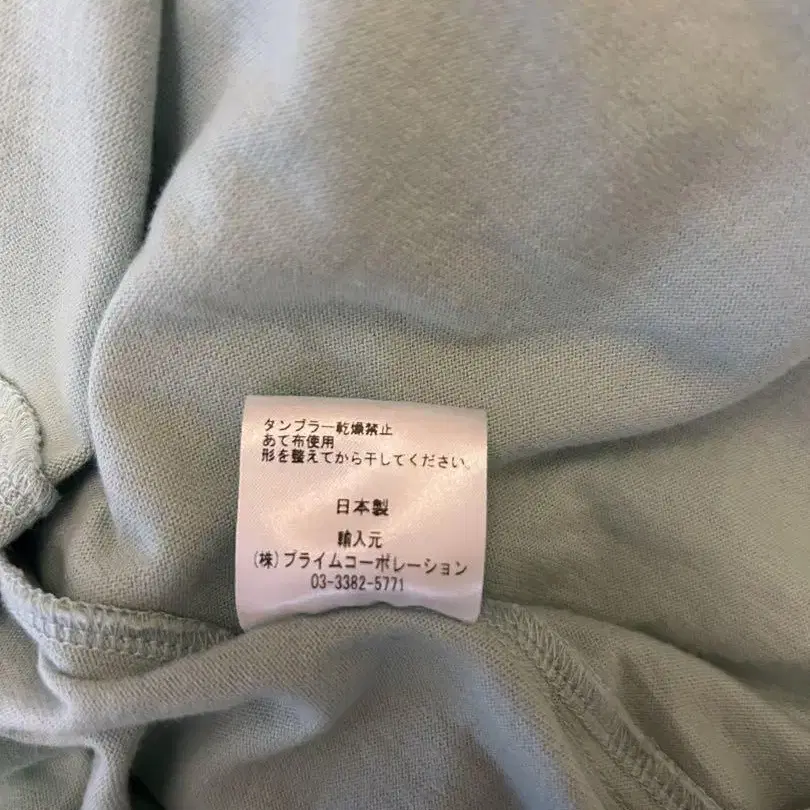 タンブラー乾燥禁止
あて布使用
形を整えてから干してください。
日本製
輸入元
(株)プライムコーポレーション
03-3382-5771